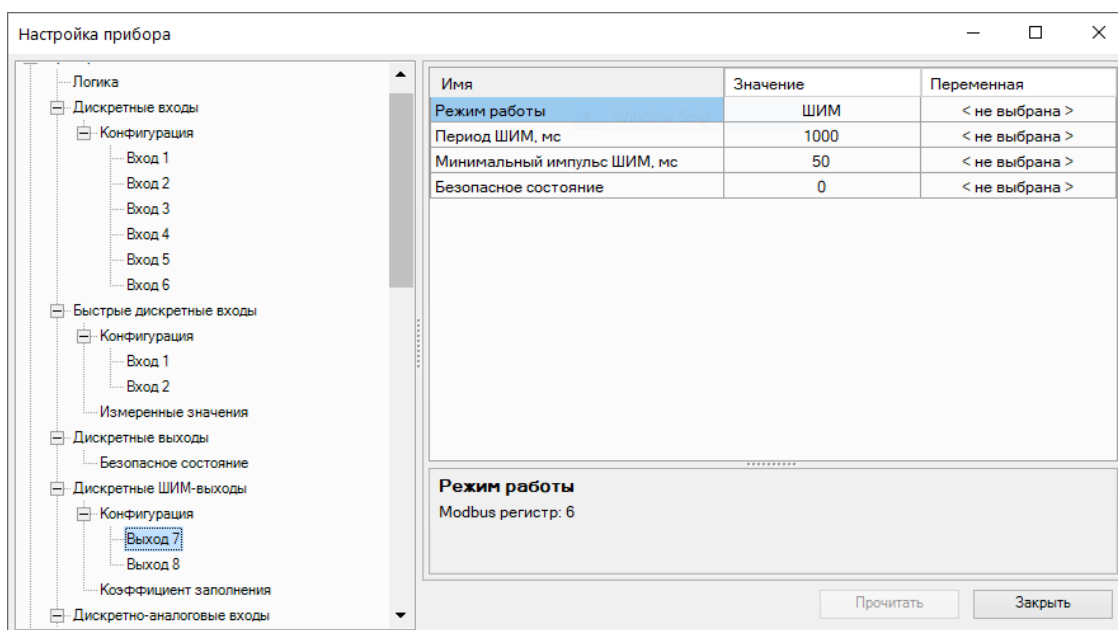 Настройка прибора
Логика
Дискретные входы
Конфигурация
Вход 1
Вход 2
Вход 3
Вход 4
Вход 5
Вход 6
Быстрые дискретные входы
Конфигурация
Вход 1
Вход 2
Измеренные значения
Дискретные выходы
Безопасное состояние
Дискретные ШИМ-выходы
Конфигурация
Выход 7
Выход 8
Коэффициент заполнения
Дискретно-аналоговые входы
Имя Значение Переменная
Режим работы ШИМ < не выбрана >
Период ШИМ, мс 1000 < не выбрана >
Минимальный импульс ШИМ, мс 50 < не выбрана >
Безопасное состояние 0 < не выбрана >
Window Snip
Режим работы
Modbus регистр: 6
Прочитать Закрыть